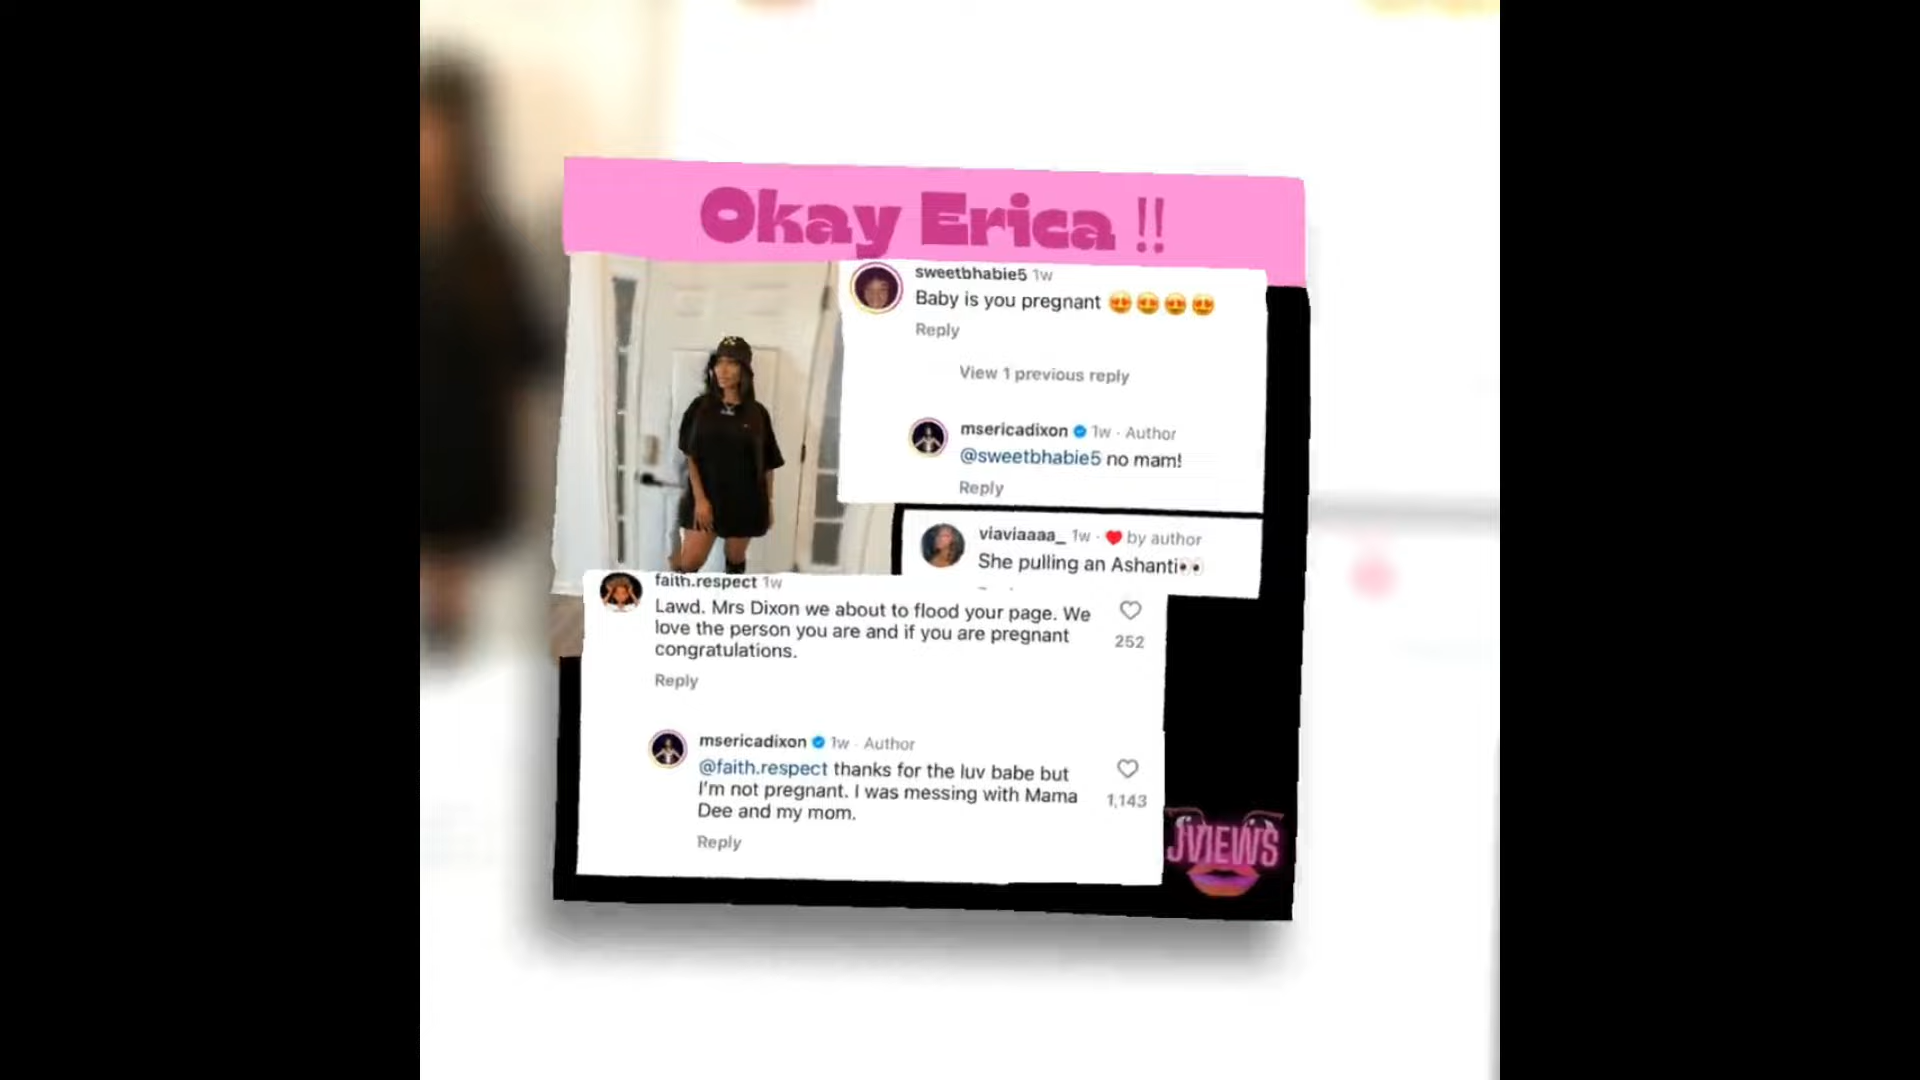 Okay Erica !!
sweetbhabie5 1w
Baby is you pregnant 😍😍😍😍
Reply
View 1 previous reply
msericadixon 1w · Author
@sweetbhabie5 no mam!
Reply
viaviaaaa_ 1w · ❤️ by author
She pulling an Ashanti👀
faith.respect 1w
Lawd. Mrs Dixon we about to flood your page. We
love the person you are and if you are pregnant
congratulations.
252
Reply
msericadixon 1w · Author
@faith.respect thanks for the luv babe but
I'm not pregnant. I was messing with Mama
Dee and my mom.
1,143
Reply
JVIEWS